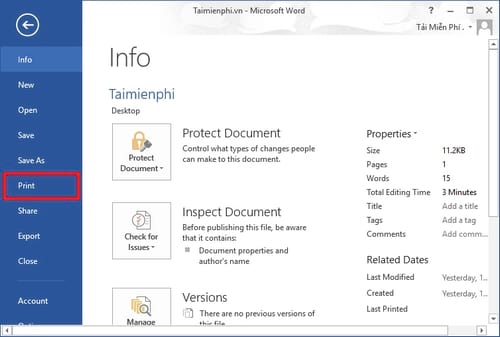 Taimienphi.vn - Microsoft Word
?
Tải Miễn Phí .
Info
New
Open
Save
Save As
Print
Share
Export
Close
Account
Info
Taimienphi
Desktop
Protect
Document
Protect Document
Control what types of changes people
can make to this document.
Check for
Issues
Inspect Document
Before publishing this file, be aware
that it contains:
Document properties and
author's name
Manage
Versions
There are no previous versions of
this file.
Properties
Size 11.2KB
Pages 1
Words 15
Total Editing Time 3 Minutes
Title Add a title
Tags Add a tag
Comments Add comm...
Related Dates
Last Modified Yesterday, 1...
Created Yesterday, 1...
Last Printed